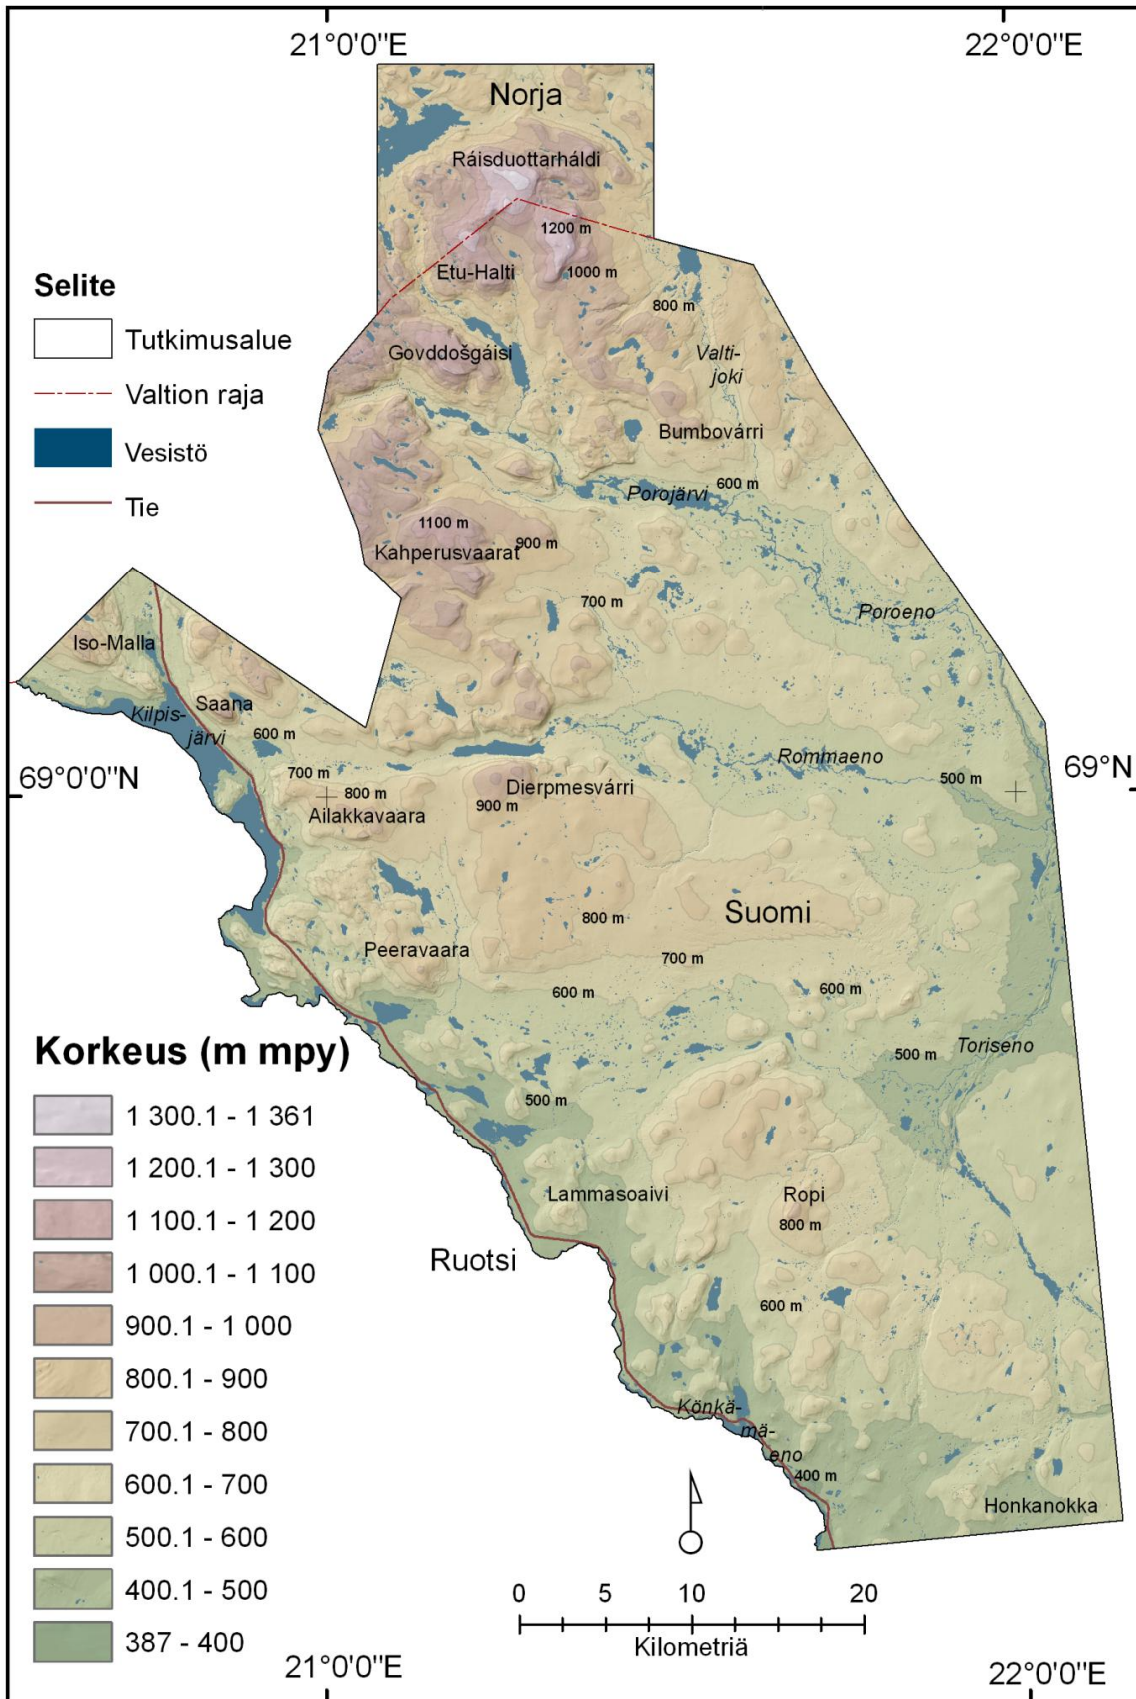 21°0'0"E
22°0'0"E
Norja
Ráisduottarháldi
1200 m
Etu-Halti
1000 m
Selite
Tutkimusalue
Valtion raja
Vesistö
Tie
800 m
Govddošgáisi
Valti-
joki
Bumbovárri
600 m
Porojärvi
1100 m
900 m
Kahperusvaarat
700 m
Poroeno
Iso-Malla
Saana
Kilpis-
järvi
600 m
Rommaeno
69°0'0"N
700 m
500 m
69°N
800 m
Dierpmesvárri
900 m
Ailakkavaara
800 m
Suomi
Peeravaara
700 m
600 m
600 m
Korkeus (m mpy)
500 m
Toriseno
500 m
1 300.1 - 1 361
1 200.1 - 1 300
1 100.1 - 1 200
1 000.1 - 1 100
900.1 - 1 000
800.1 - 900
700.1 - 800
600.1 - 700
500.1 - 600
400.1 - 500
387 - 400
Lammasoaivi
Ropi
800 m
Ruotsi
600 m
Könkä-
mä-
eno
400 m
Honkanokka
0 5 10 20
Kilometriä
21°0'0"E
22°0'0"E